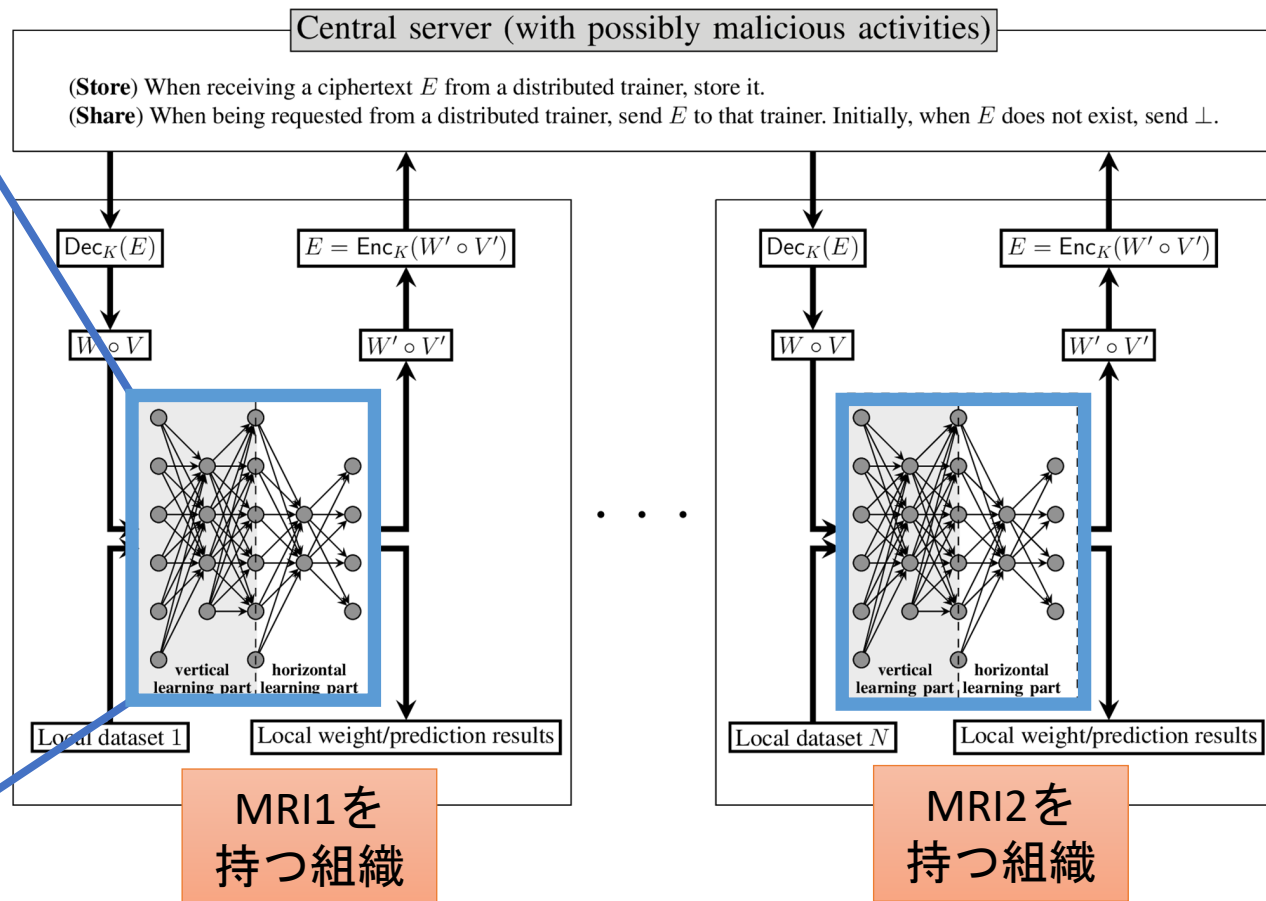 Central server (with possibly malicious activities)
(Store) When receiving a ciphertext E from a distributed trainer, store it.
(Share) When being requested from a distributed trainer, send E to that trainer. Initially, when E does not exist, send ⊥.
Dec_K(E)
E = Enc_K(W′ ∘ V′)
W ∘ V
W′ ∘ V′
vertical learning part
horizontal learning part
Local dataset 1
Local weight/prediction results
MRI1を
持つ組織
· · ·
Dec_K(E)
E = Enc_K(W′ ∘ V′)
W ∘ V
W′ ∘ V′
vertical learning part
horizontal learning part
Local dataset N
Local weight/prediction results
MRI2を
持つ組織